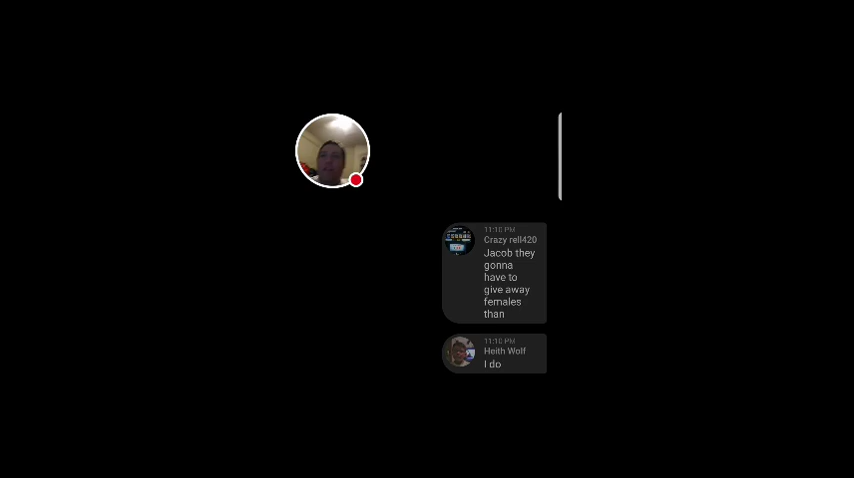 11:10 PM
Crazy rell420
Jacob they
gonna
have to
give away
females
than
11:10 PM
Heith Wolf
I do